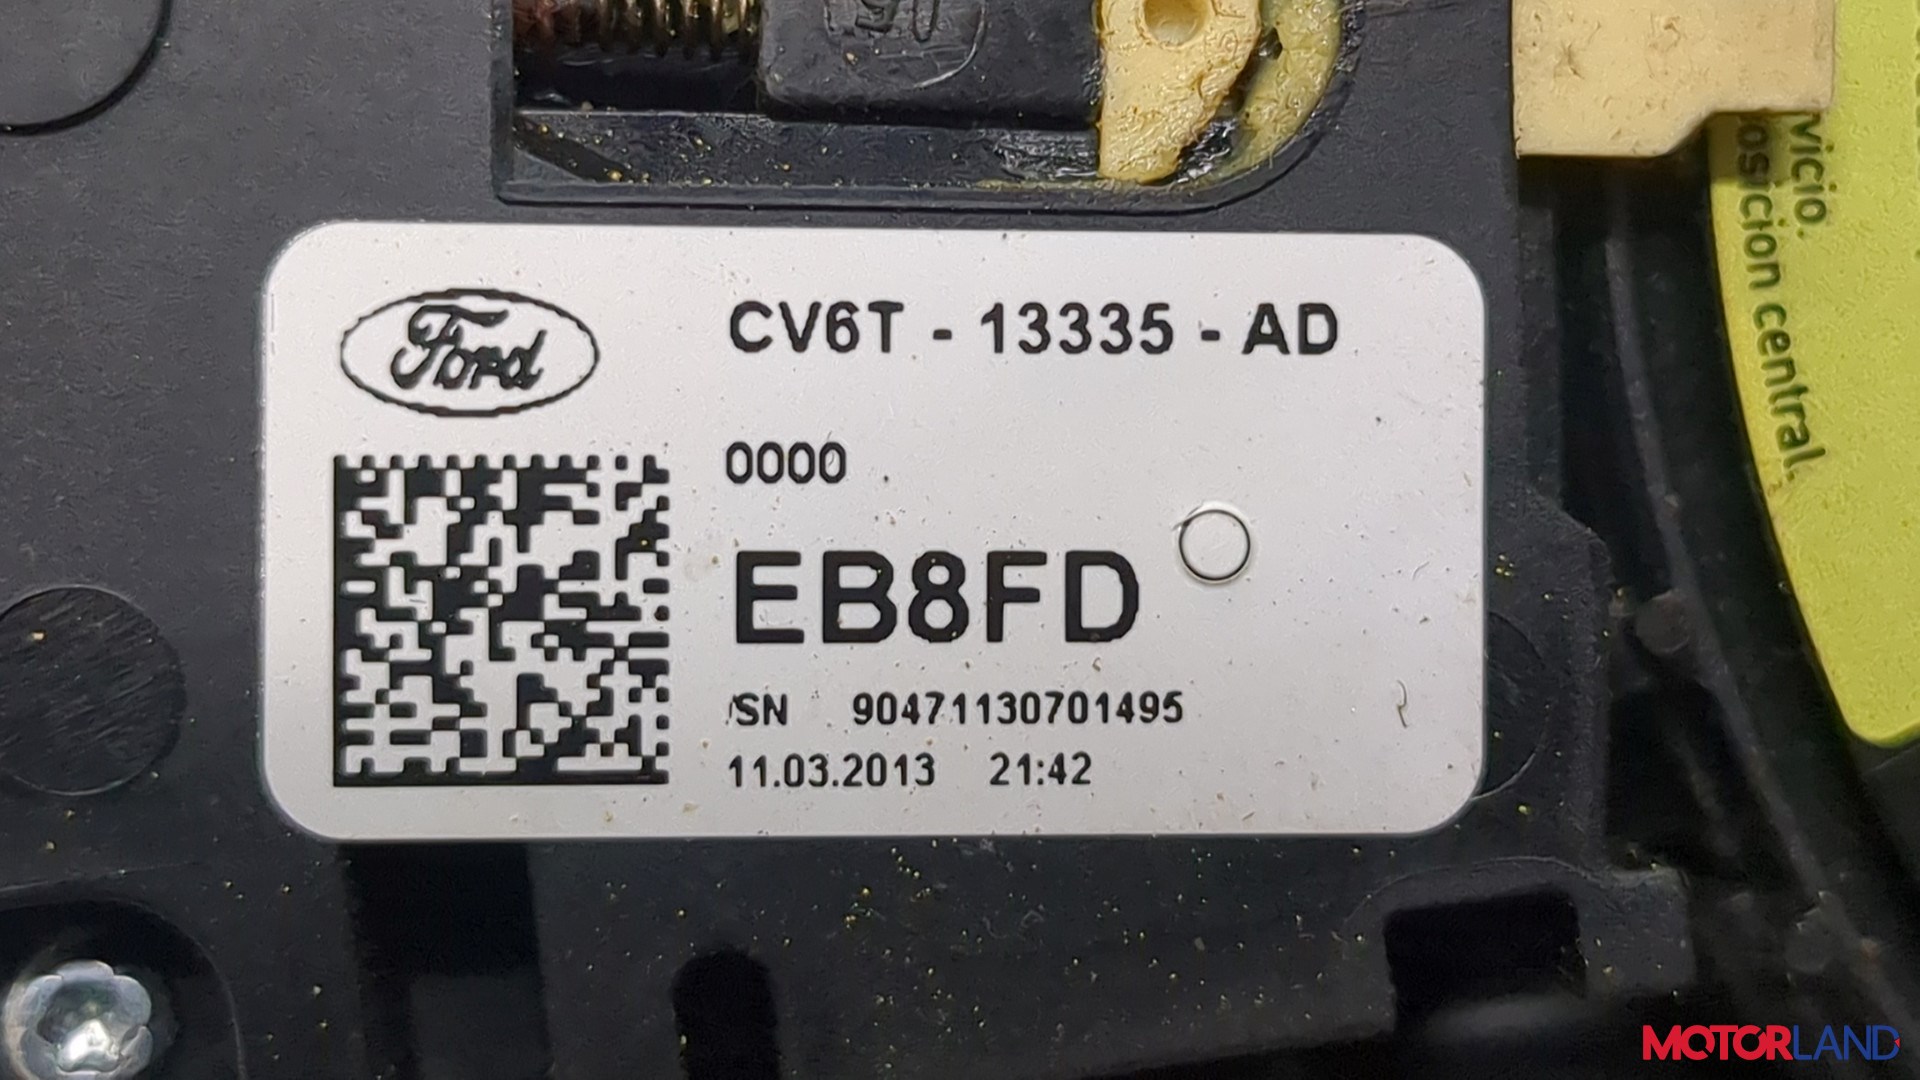 vicio.
osicion central.
Ford
CV6T - 13335 - AD
0000
EB8FD
SN 90471130701495
11.03.2013 21:42
MOTORLAND